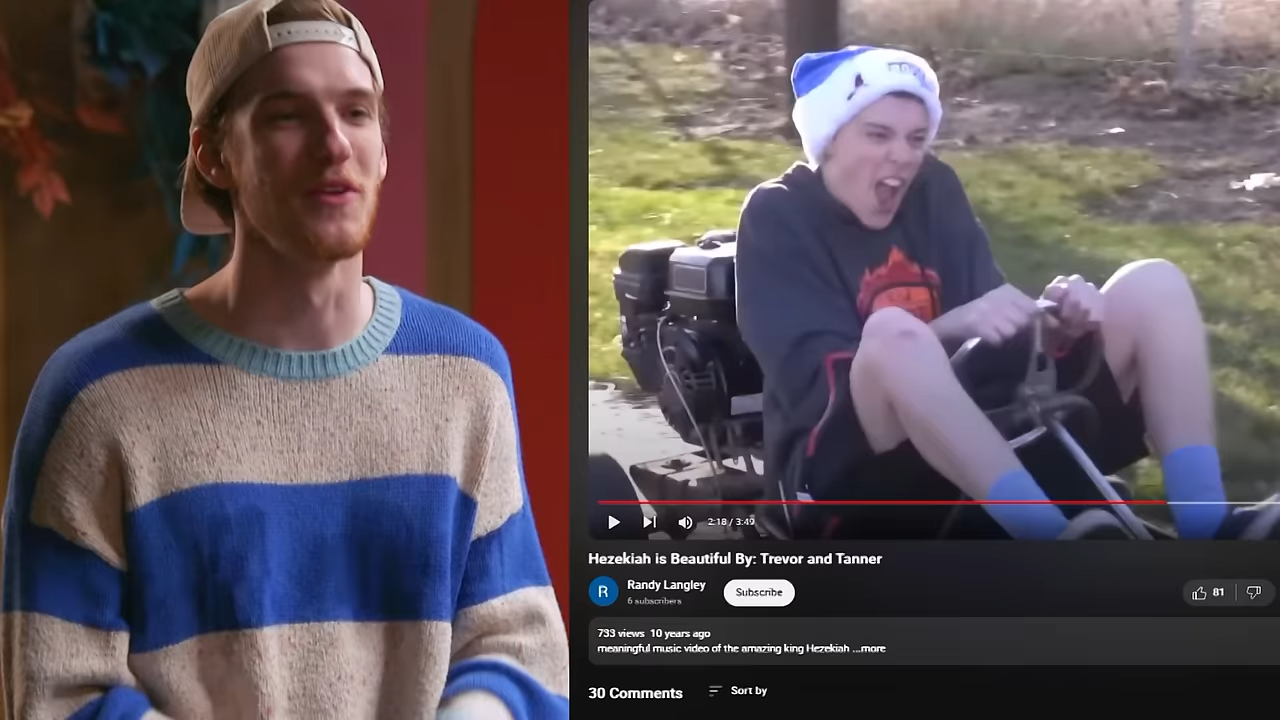 2:18 / 3:49
Hezekiah is Beautiful By: Trevor and Tanner
R
Randy Langley
6 subscribers
Subscribe
81
733 views 10 years ago
meaningful music video of the amazing king Hezekiah ...more
30 Comments
Sort by